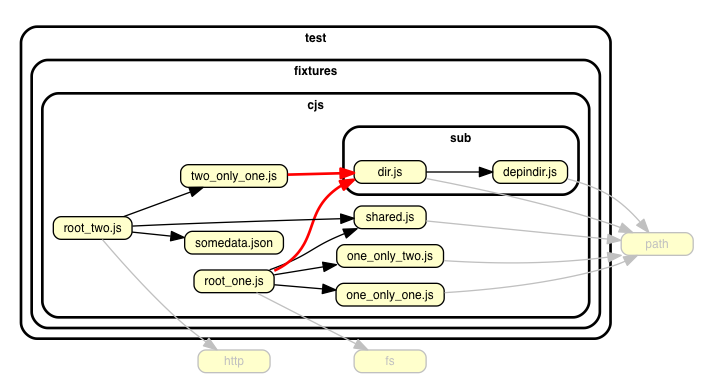 test
fixtures
cjs
sub
two_only_one.js
dir.js
depindir.js
root_two.js
shared.js
somedata.json
path
one_only_two.js
root_one.js
one_only_one.js
http
fs